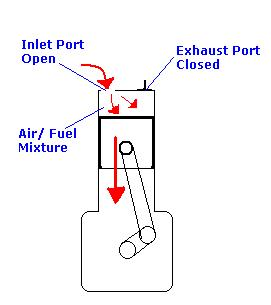 Inlet Port
Open
Exhaust Port
Closed
Air/ Fuel
Mixture